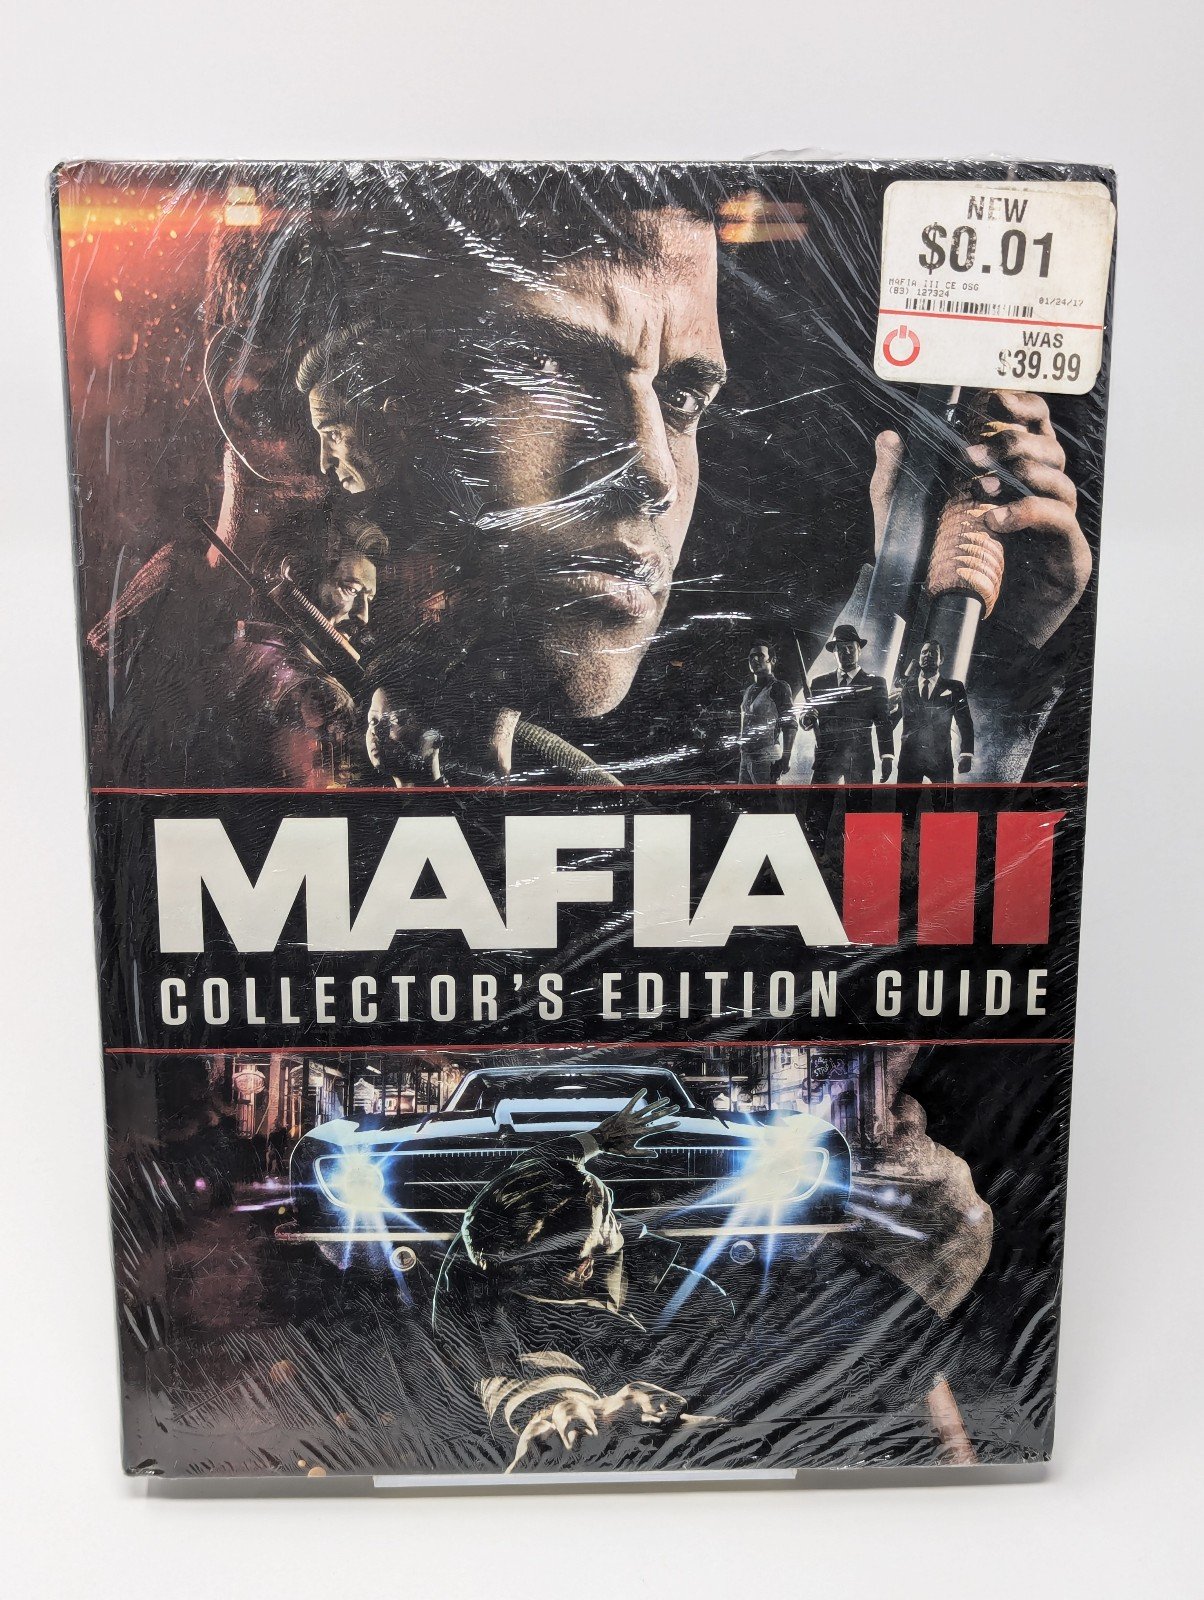 NEW
$0.01
MAFIA III CE OSG
(83) 127324
01/24/17
WAS
$39.99
MAFIA III
COLLECTOR'S EDITION GUIDE